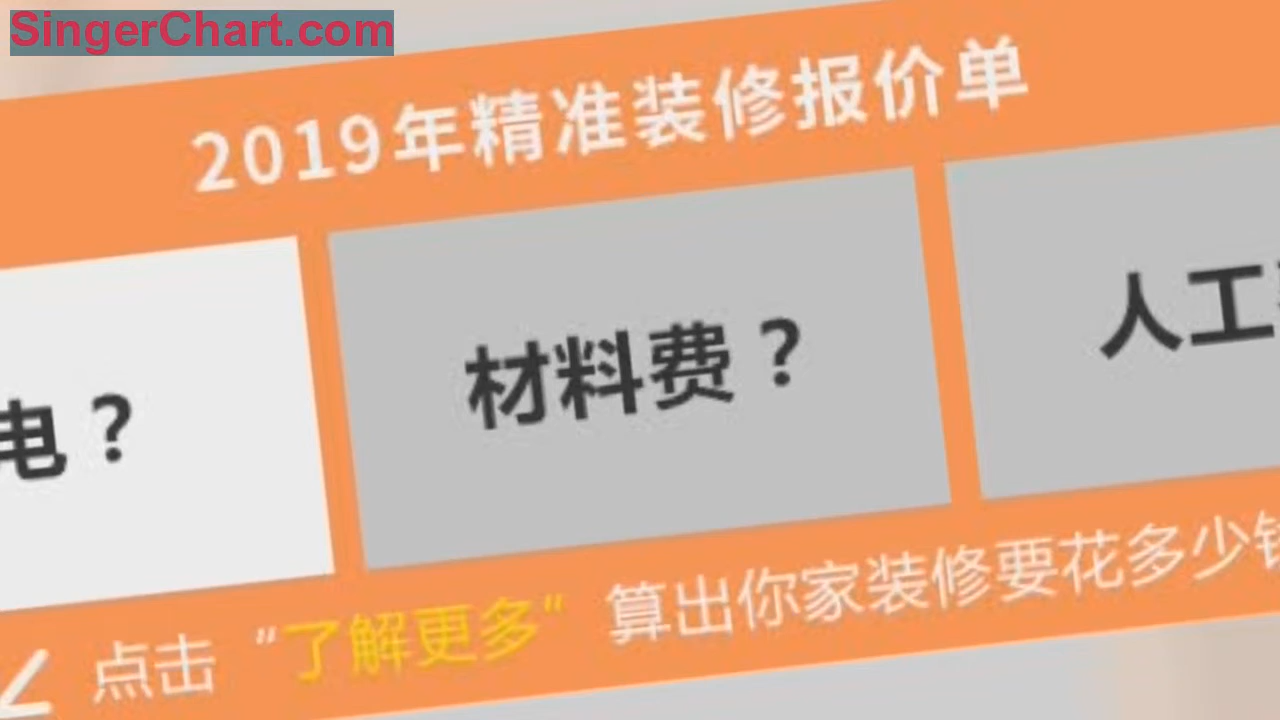 SingerChart.com
2019年精准装修报价单
电？
材料费？
人工
点击“了解更多”算出你家装修要花多少钱